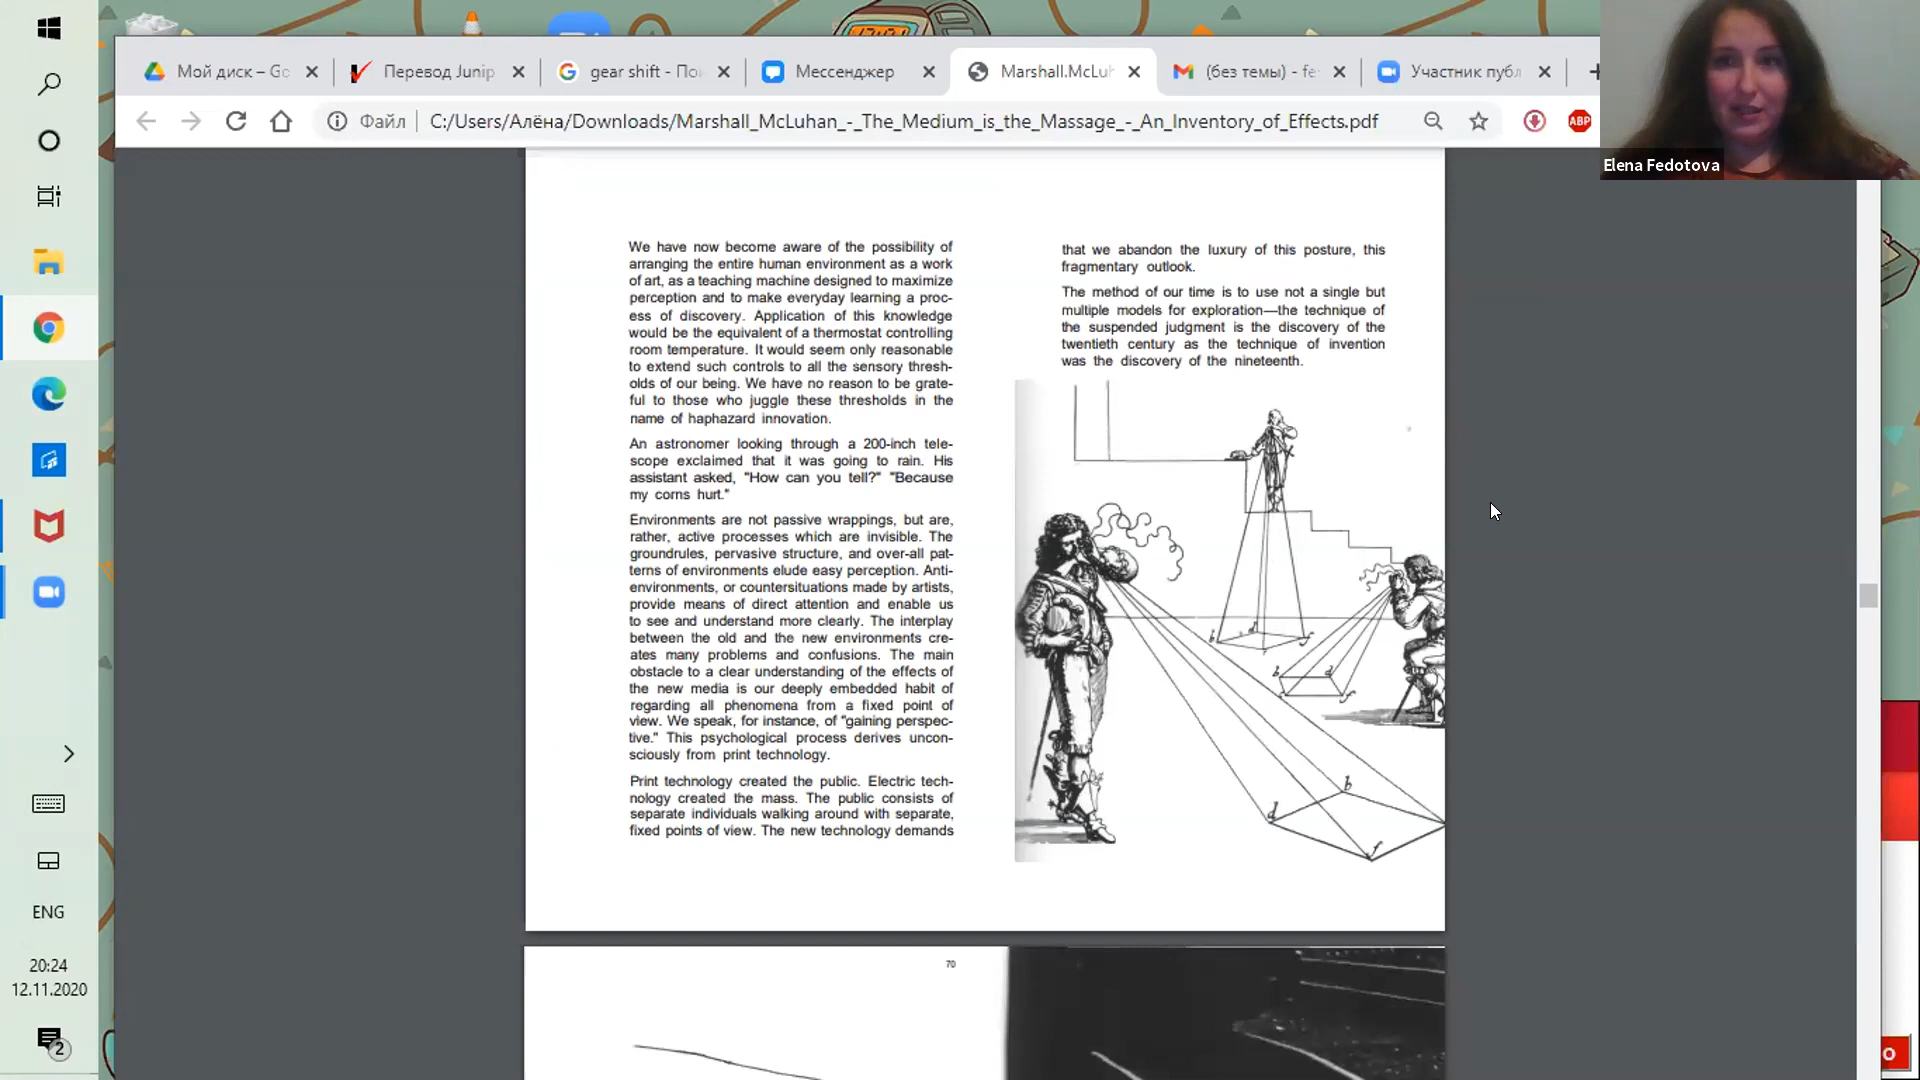 Мой диск – Go
Перевод Junip
gear shift - Пои
Мессенджер
Marshall.McLuh
(без темы) - fe
Участник публ
Файл
C:/Users/Алёна/Downloads/Marshall_McLuhan_-_The_Medium_is_the_Massage_-_An_Inventory_of_Effects.pdf
ABP
Elena Fedotova
We have now become aware of the possibility of
arranging the entire human environment as a work
of art, as a teaching machine designed to maximize
perception and to make everyday learning a proc-
ess of discovery. Application of this knowledge
would be the equivalent of a thermostat controlling
room temperature. It would seem only reasonable
to extend such controls to all the sensory thresh-
olds of our being. We have no reason to be grate-
ful to those who juggle these thresholds in the
name of haphazard innovation.
An astronomer looking through a 200-inch tele-
scope exclaimed that it was going to rain. His
assistant asked, "How can you tell?" "Because
my corns hurt."
Environments are not passive wrappings, but are,
rather, active processes which are invisible. The
groundrules, pervasive structure, and over-all pat-
terns of environments elude easy perception. Anti-
environments, or countersituations made by artists,
provide means of direct attention and enable us
to see and understand more clearly. The interplay
between the old and the new environments cre-
ates many problems and confusions. The main
obstacle to a clear understanding of the effects of
the new media is our deeply embedded habit of
regarding all phenomena from a fixed point of
view. We speak, for instance, of "gaining perspec-
tive." This psychological process derives uncon-
sciously from print technology.
Print technology created the public. Electric tech-
nology created the mass. The public consists of
separate individuals walking around with separate,
fixed points of view. The new technology demands
that we abandon the luxury of this posture, this
fragmentary outlook.
The method of our time is to use not a single but
multiple models for exploration—the technique of
the suspended judgment is the discovery of the
twentieth century as the technique of invention
was the discovery of the nineteenth.
b
d
f
b
d
f
b
d
f
70
ENG
20:24
12.11.2020
2